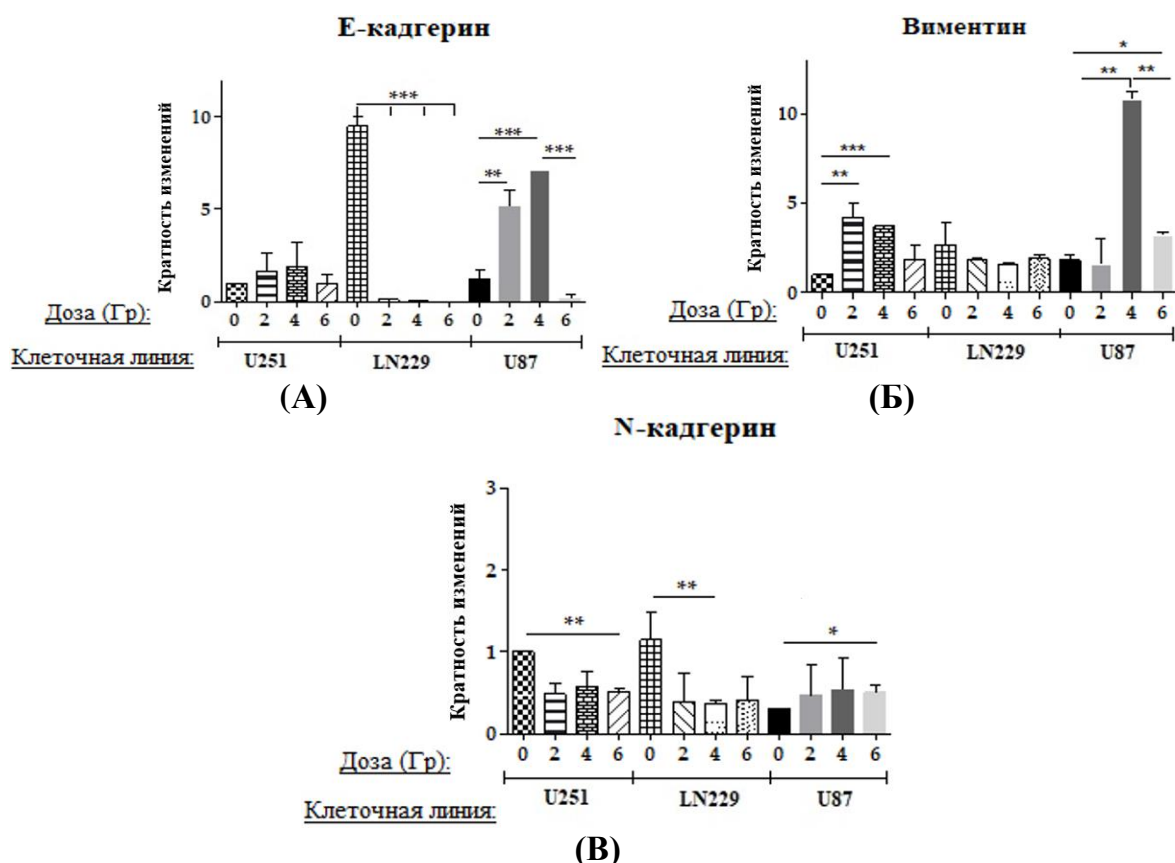 Е-кадгерин
Кратность изменений
10
5
0
*** ** *** ***
Доза (Гр): 0 2 4 6 0 2 4 6 0 2 4 6
Клеточная линия: U251 LN229 U87
(А)
Виментин
Кратность изменений
10
5
0
** *** ** ** *
Доза (Гр): 0 2 4 6 0 2 4 6 0 2 4 6
Клеточная линия: U251 LN229 U87
(Б)
N-кадгерин
Кратность изменений
3
2
1
0
** ** *
Доза (Гр): 0 2 4 6 0 2 4 6 0 2 4 6
Клеточная линия: U251 LN229 U87
(В)